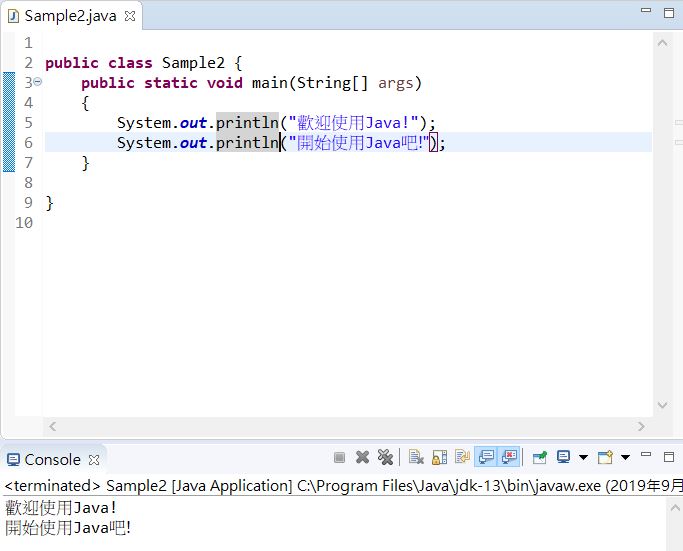 Sample2.java
1
2 public class Sample2 {
3 public static void main(String[] args)
4 {
5 System.out.println("歡迎使用Java!");
6 System.out.println("開始使用Java吧!");
7 }
8
9 }
10
Console
<terminated> Sample2 [Java Application] C:\Program Files\Java\jdk-13\bin\javaw.exe (2019年9月
歡迎使用Java!
開始使用Java吧!